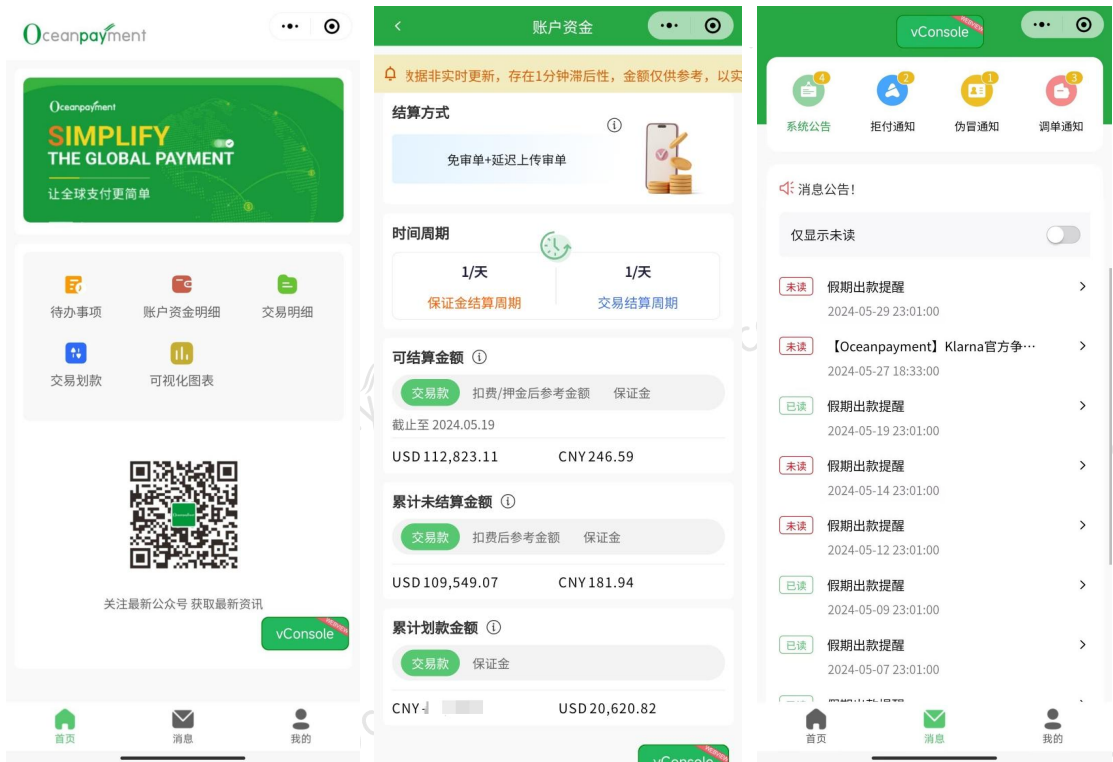 Oceanpayment
Oceanpayment
SIMPLIFY
THE GLOBAL PAYMENT
让全球支付更简单
待办事项
账户资金明细
交易明细
交易划款
可视化图表
关注最新公众号 获取最新资讯
vConsole
首页
消息
我的
账户资金
数据非实时更新，存在1分钟滞后性，金额仅供参考，以实
结算方式
免审单+延迟上传审单
时间周期
1/天
1/天
保证金结算周期
交易结算周期
可结算金额
交易款 扣费/押金后参考金额 保证金
截止至 2024.05.19
USD 112,823.11 CNY 246.59
累计未结算金额
交易款 扣费后参考金额 保证金
USD 109,549.07 CNY 181.94
累计划款金额
交易款 保证金
CNY USD 20,620.82
vConsole
vConsole
4 2 1 3
系统公告 拒付通知 伪冒通知 调单通知
消息公告!
仅显示未读
未读 假期出款提醒
2024-05-29 23:01:00
未读 【Oceanpayment】Klarna官方争…
2024-05-27 18:33:00
已读 假期出款提醒
2024-05-19 23:01:00
未读 假期出款提醒
2024-05-14 23:01:00
未读 假期出款提醒
2024-05-12 23:01:00
已读 假期出款提醒
2024-05-09 23:01:00
已读 假期出款提醒
2024-05-07 23:01:00
首页
消息
我的